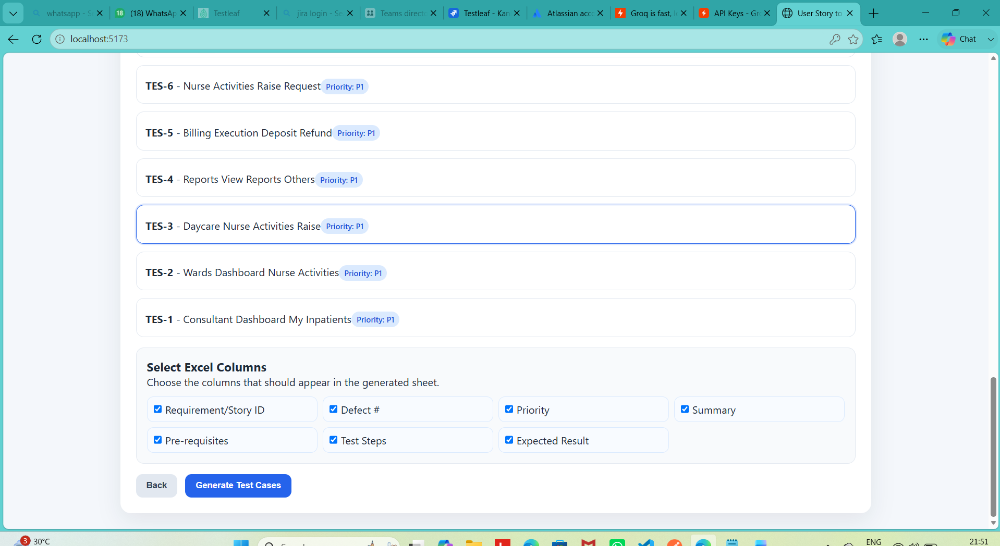 whatsapp - S
18 (18) WhatsAp
Testleaf
jira login - Se
Teams directo
Testleaf - Kan
Atlassian acco
Groq is fast, lo
API Keys - Gro
User Story to
localhost:5173
Chat
TES-6 - Nurse Activities Raise Request Priority: P1
TES-5 - Billing Execution Deposit Refund Priority: P1
TES-4 - Reports View Reports Others Priority: P1
TES-3 - Daycare Nurse Activities Raise Priority: P1
TES-2 - Wards Dashboard Nurse Activities Priority: P1
TES-1 - Consultant Dashboard My Inpatients Priority: P1
Select Excel Columns
Choose the columns that should appear in the generated sheet.
Requirement/Story ID
Defect #
Priority
Summary
Pre-requisites
Test Steps
Expected Result
Back
Generate Test Cases
3
30°C
ENG
21:51